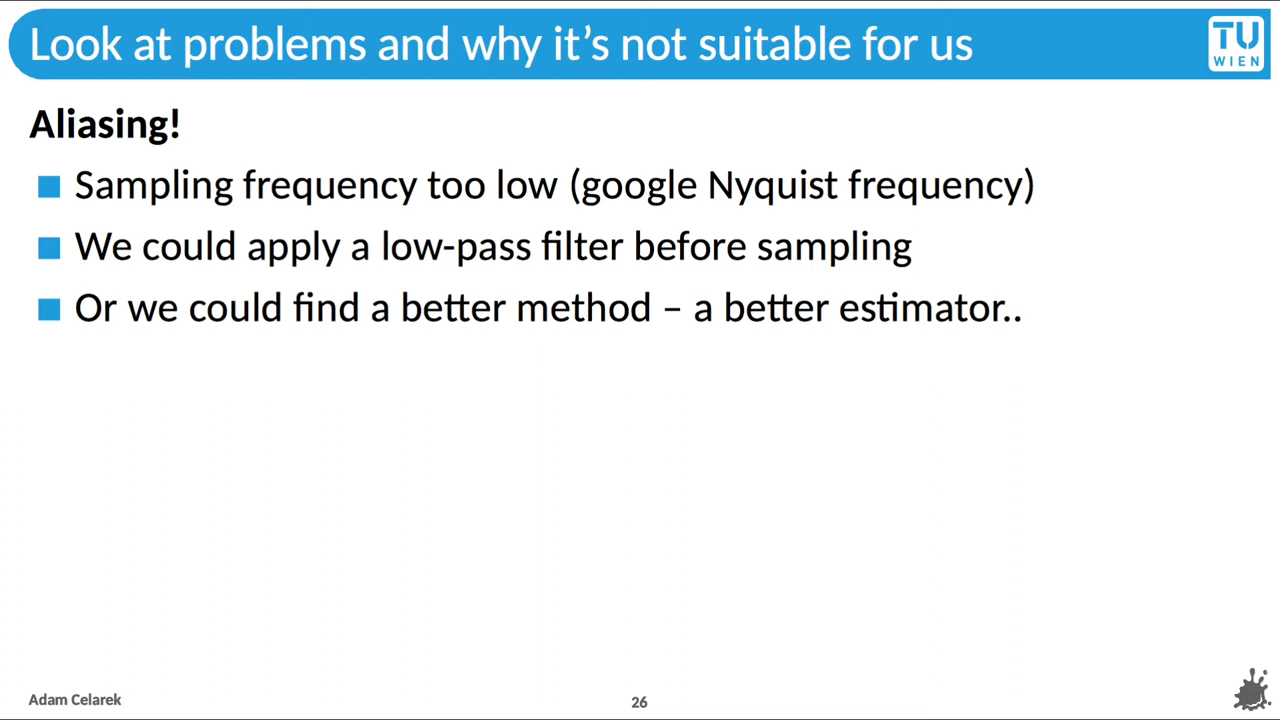 Look at problems and why it’s not suitable for us
TU
WIEN
Aliasing!
Sampling frequency too low (google Nyquist frequency)
We could apply a low-pass filter before sampling
Or we could find a better method – a better estimator..
Adam Celarek
26